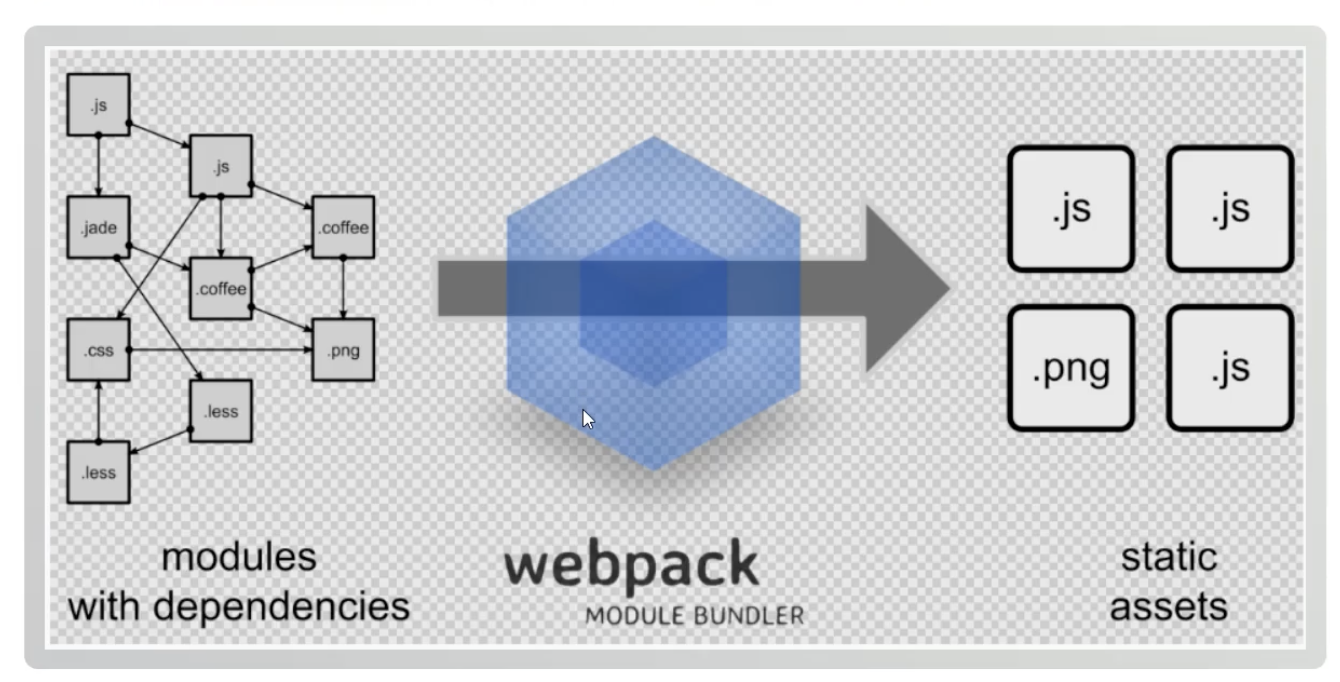 .js
.js
.jade
.coffee
.coffee
.css
.png
.less
.less
modules
with dependencies
webpack
MODULE BUNDLER
.js
.js
.png
.js
static
assets